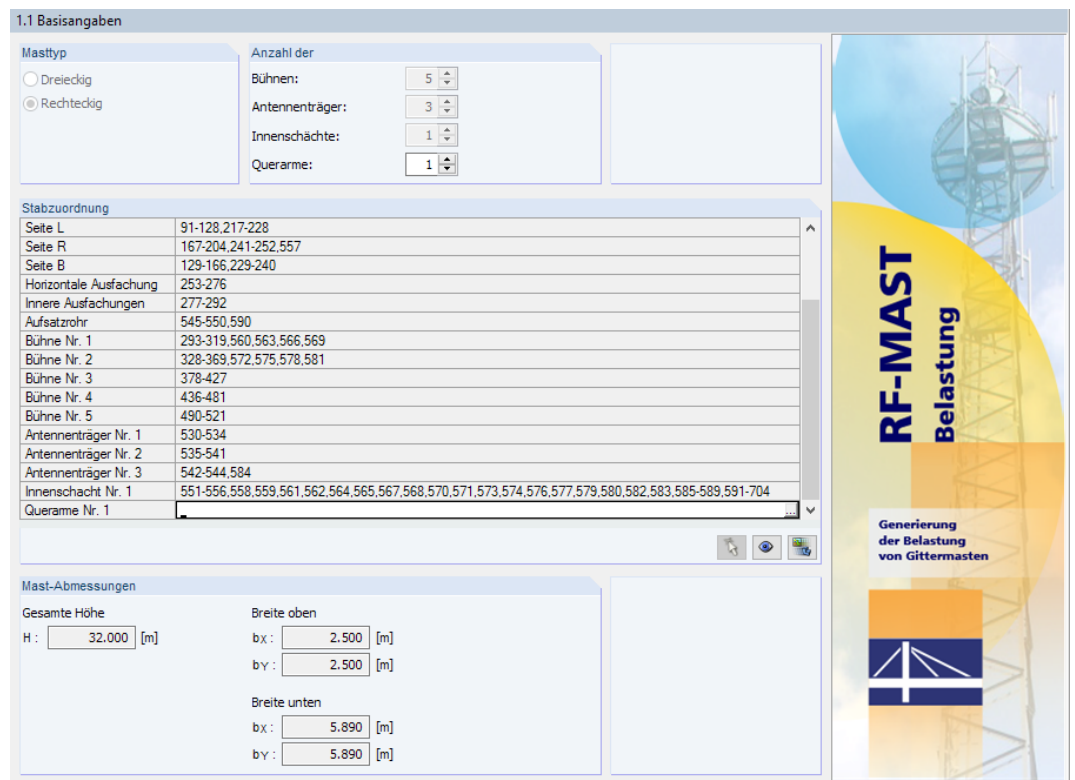 1.1 Basisangaben
Masttyp
Dreieckig
Rechteckig
Anzahl der
Bühnen: 5
Antennenträger: 3
Innenschächte: 1
Querarme: 1
Stabzuordnung
Seite L 91-128,217-228
Seite R 167-204,241-252,557
Seite B 129-166,229-240
Horizontale Ausfachung 253-276
Innere Ausfachungen 277-292
Aufsatzrohr 545-550,590
Bühne Nr. 1 293-319,560,563,566,569
Bühne Nr. 2 328-369,572,575,578,581
Bühne Nr. 3 378-427
Bühne Nr. 4 436-481
Bühne Nr. 5 490-521
Antennenträger Nr. 1 530-534
Antennenträger Nr. 2 535-541
Antennenträger Nr. 3 542-544,584
Innenschacht Nr. 1 551-556,558,559,561,562,564,565,567,568,570,571,573,574,576,577,579,580,582,583,585-589,591-704
Querarme Nr. 1 ...
Mast-Abmessungen
Gesamte Höhe
H : 32.000 [m]
Breite oben
bX : 2.500 [m]
bY : 2.500 [m]
Breite unten
bX : 5.890 [m]
bY : 5.890 [m]
RF-MAST
Belastung
Generierung
der Belastung
von Gittermasten